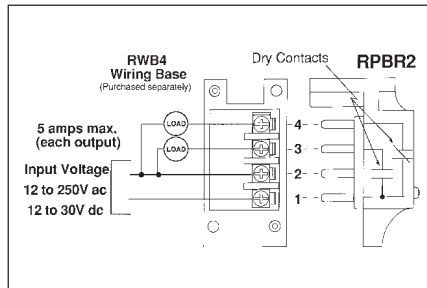 RWB4
Wiring Base
(Purchased separately)
Dry Contacts
RPBR2
5 amps max.
(each output)
LOAD
LOAD
Input Voltage
12 to 250V ac
12 to 30V dc
4
3
2
1